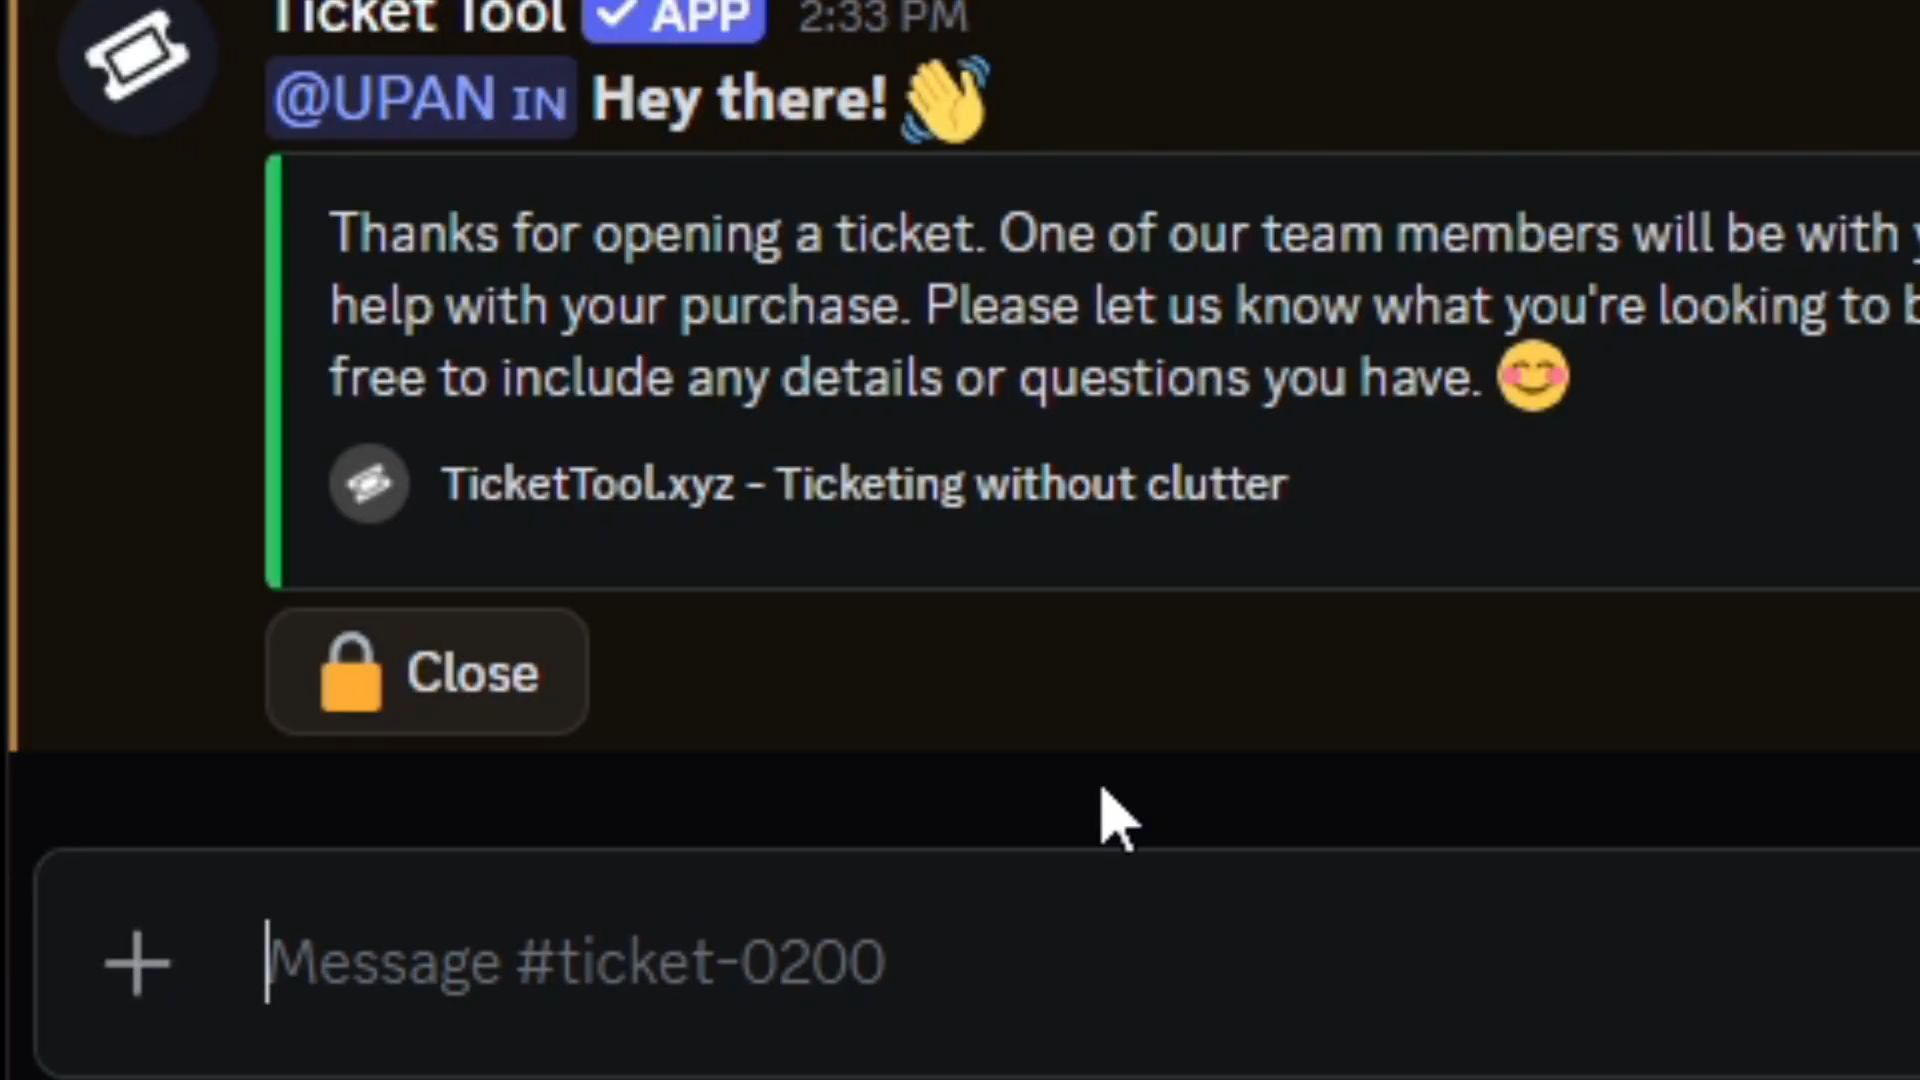 Ticket Tool APP 2:33 PM
@UPAN IN Hey there! 👋
Thanks for opening a ticket. One of our team members will be with
help with your purchase. Please let us know what you're looking to
free to include any details or questions you have. 😊
TicketTool.xyz - Ticketing without clutter
Close
Message #ticket-0200